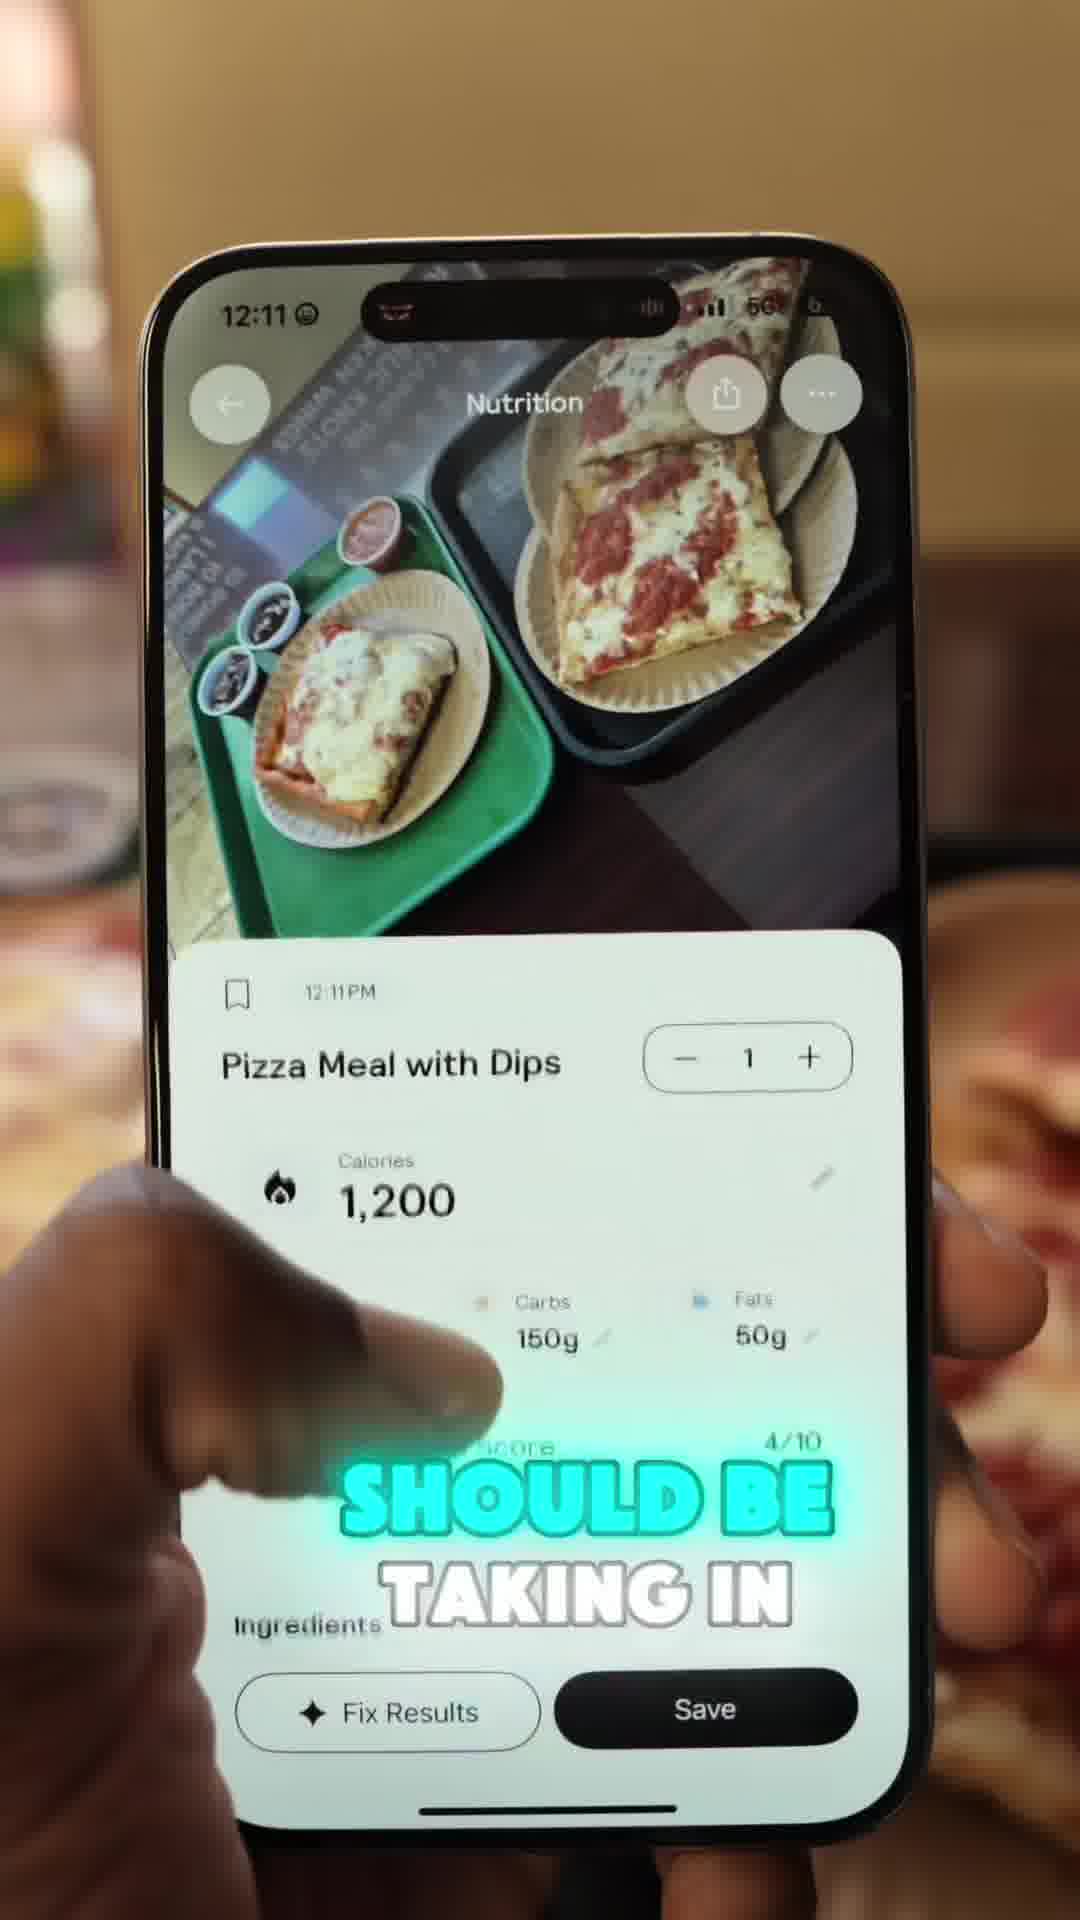 12:11
5G
Nutrition
12:11 PM
Pizza Meal with Dips
1
Calories
1,200
Carbs
Fats
150g
50g
score
4/10
SHOULD BE
TAKING IN
Ingredients
Fix Results
Save